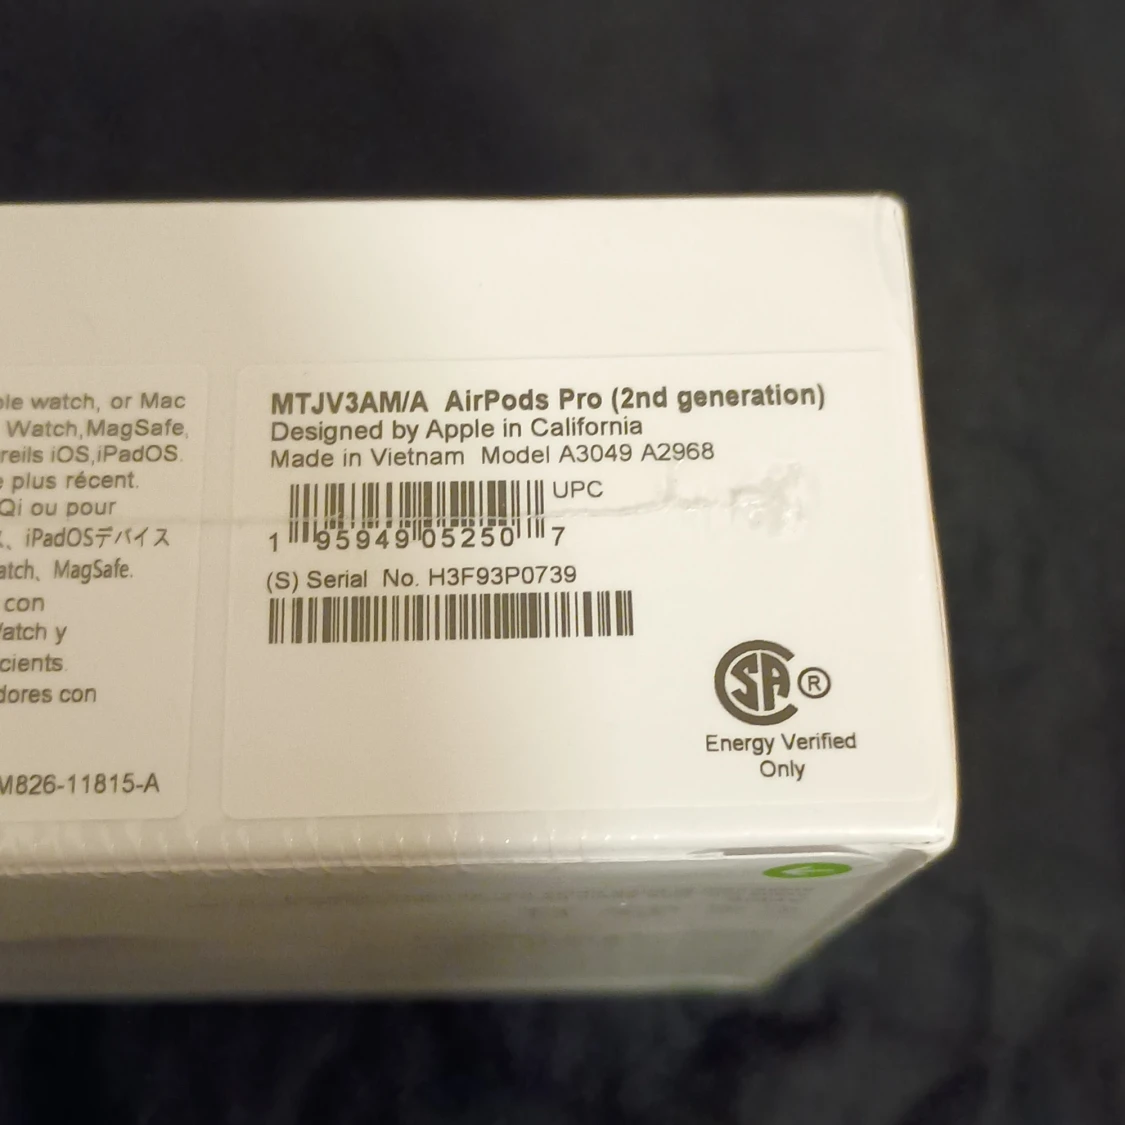 ple watch, or Mac
Watch,MagSafe,
reils iOS,iPadOS.
plus récent.
Qi ou pour
、iPadOSデバイス
atch、MagSafe.
con
Watch y
cients.
dores con
M826-11815-A
MTJV3AM/A AirPods Pro (2nd generation)
Designed by Apple in California
Made in Vietnam Model A3049 A2968
UPC
1 95949 05250 7
(S) Serial No. H3F93P0739
SA ®
Energy Verified
Only